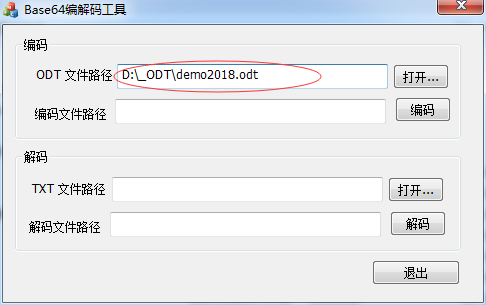 Base64编解码工具
编码
ODT 文件路径 D:\_ODT\demo2018.odt 打开...
编码文件路径 编码
解码
TXT 文件路径 打开...
解码文件路径 解码
退出